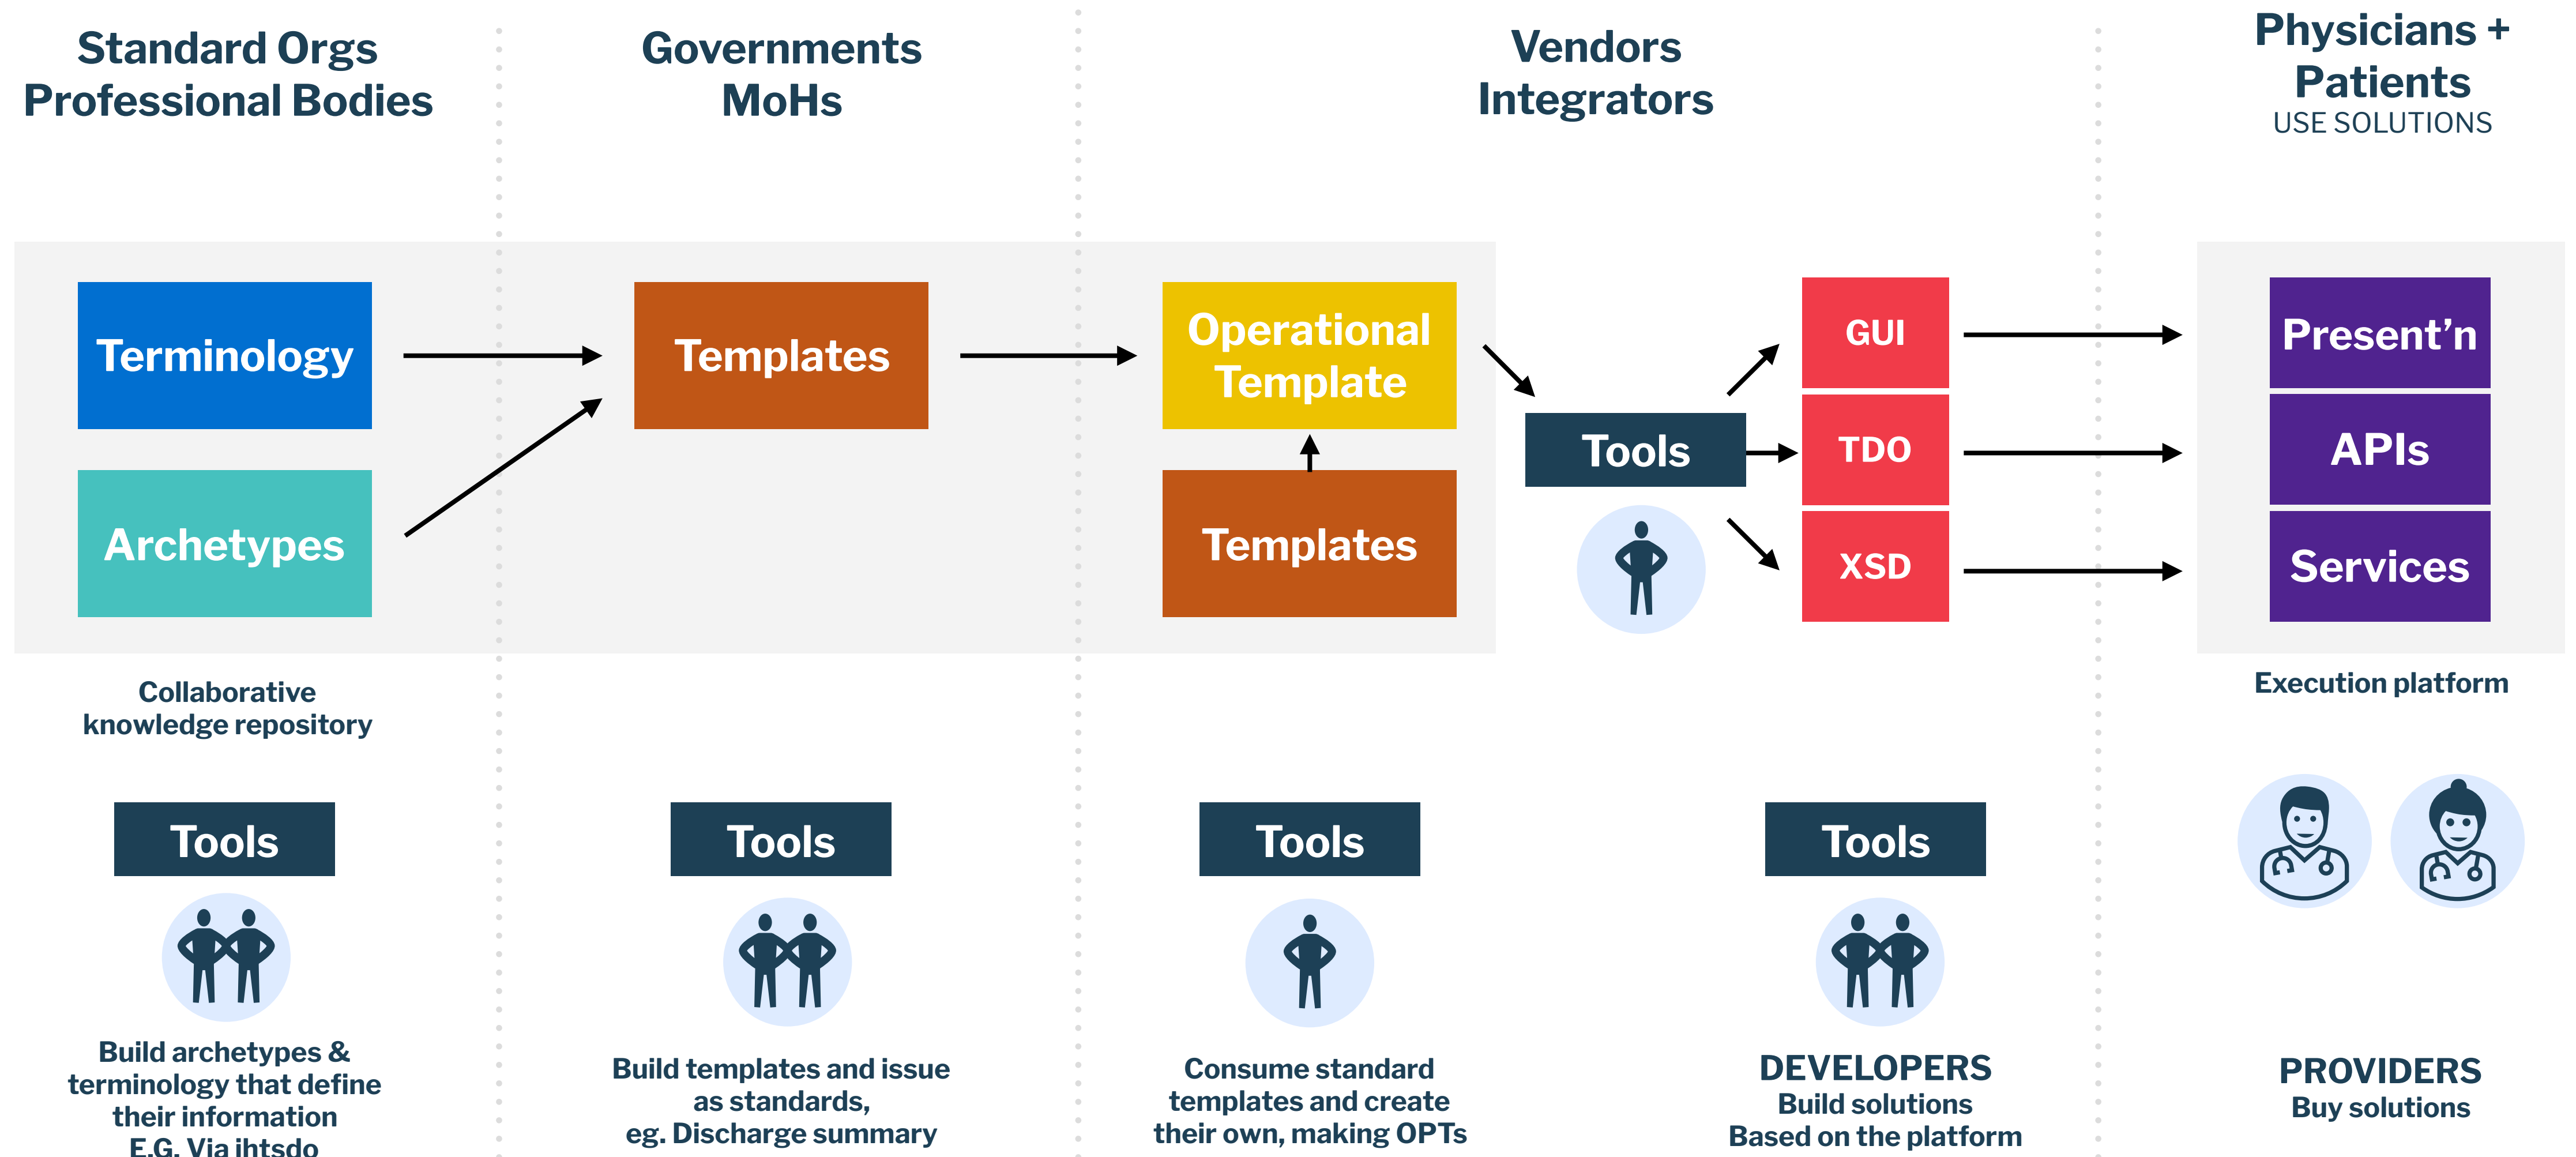 Standard Orgs
Professional Bodies
Governments
MoHs
Vendors
Integrators
Physicians +
Patients
USE SOLUTIONS
Terminology
Archetypes
Templates
Operational
Template
Templates
Tools
GUI
TDO
XSD
Present’n
APIs
Services
Collaborative
knowledge repository
Execution platform
Tools
Build archetypes &
terminology that define
their information
E.G. Via ihtsdo
Tools
Build templates and issue
as standards,
eg. Discharge summary
Tools
Consume standard
templates and create
their own, making OPTs
Tools
DEVELOPERS
Build solutions
Based on the platform
PROVIDERS
Buy solutions